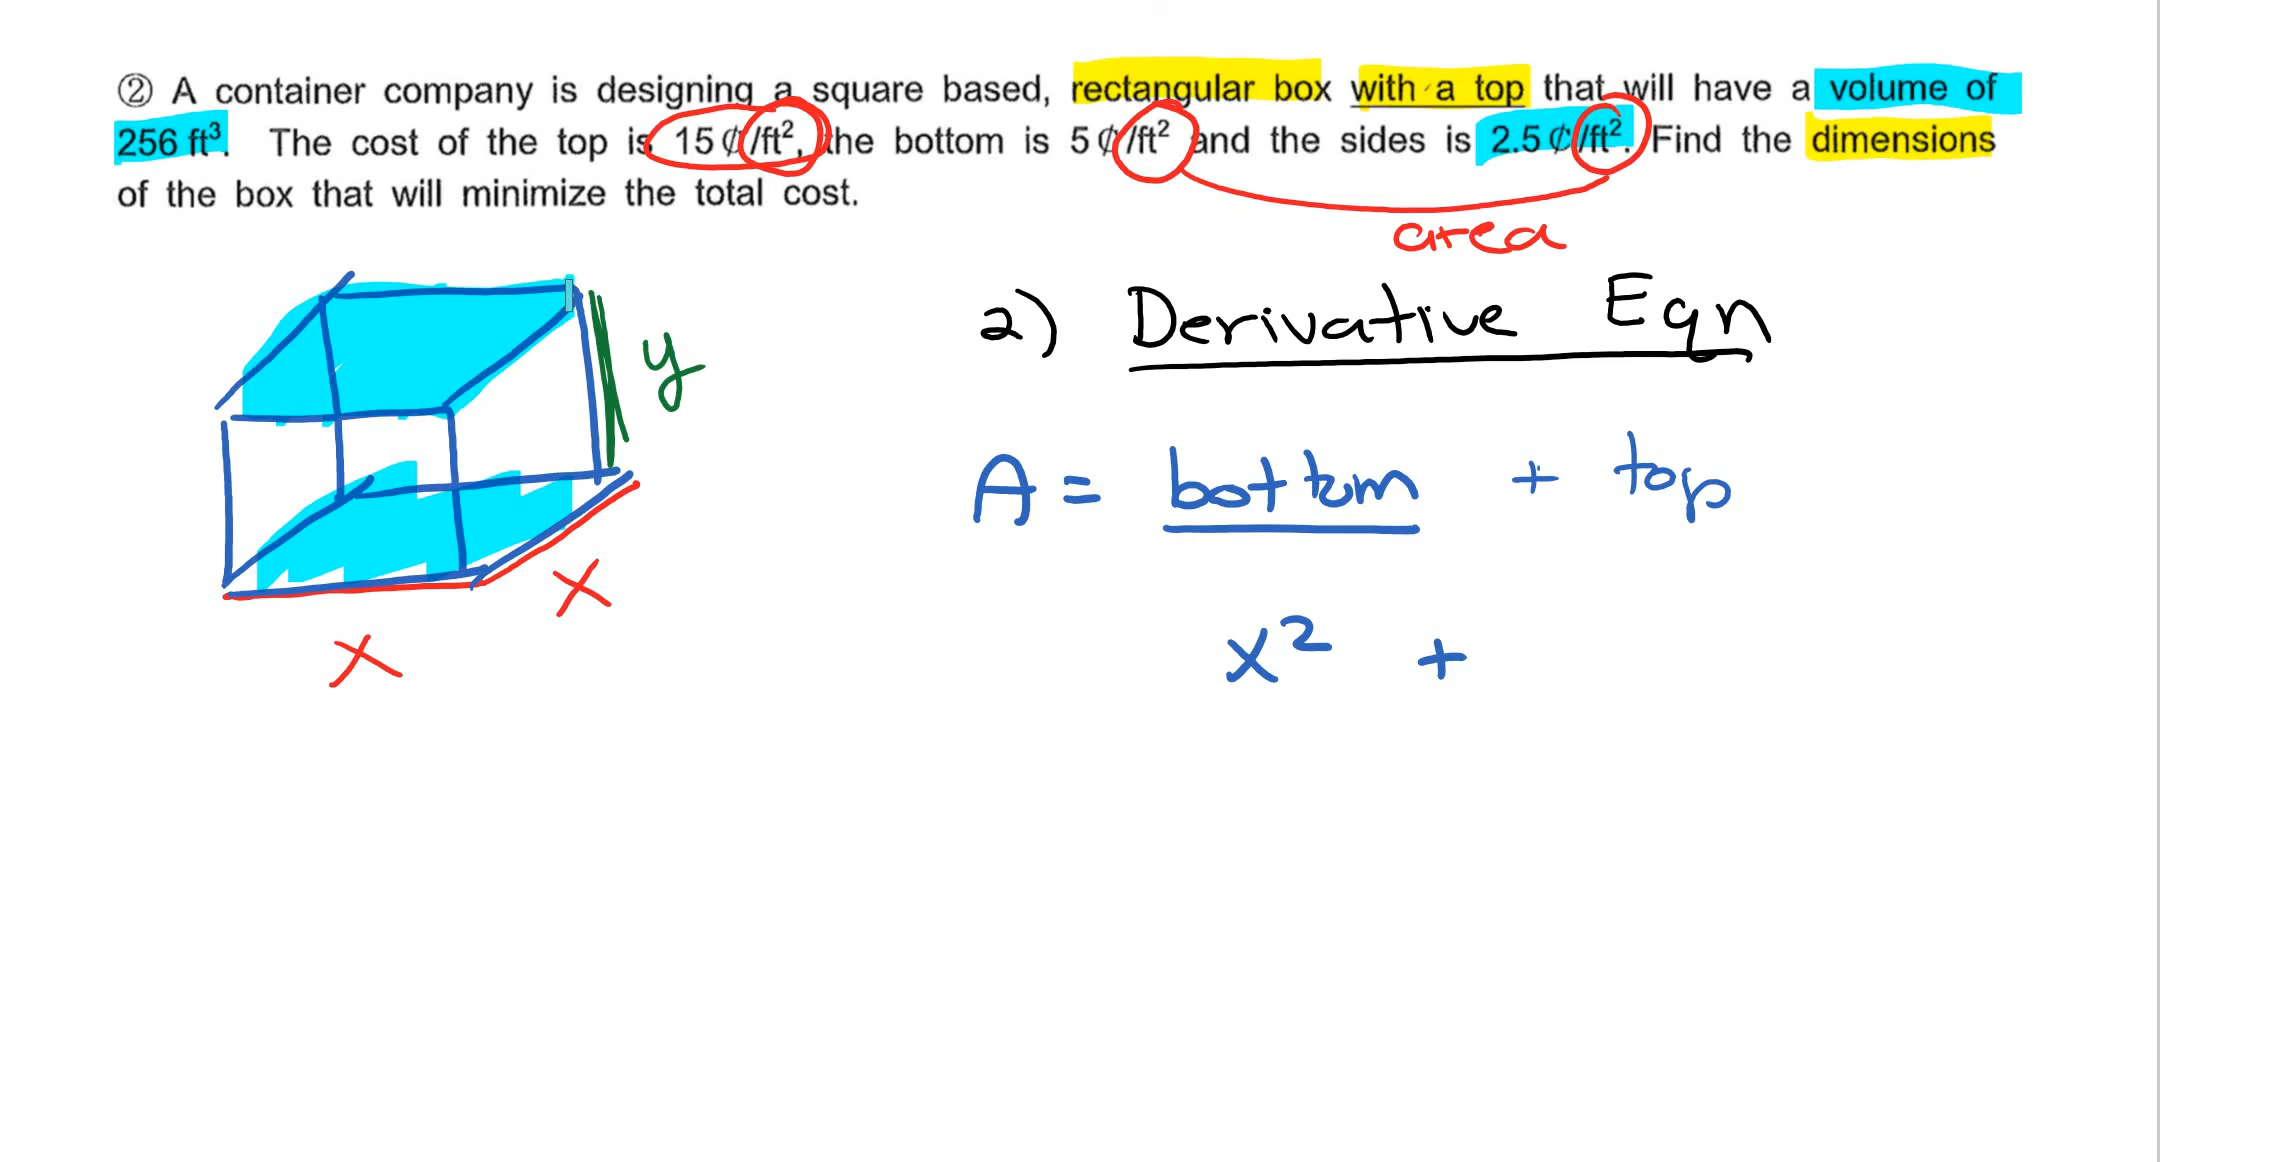 ② A container company is designing a square based, rectangular box with a top that will have a volume of
256 ft³. The cost of the top is 15 ¢/ft², the bottom is 5 ¢/ft² and the sides is 2.5 ¢/ft². Find the dimensions
of the box that will minimize the total cost.
area
2) Derivative Eqn
y
A = bottom + top
x
x² +
x